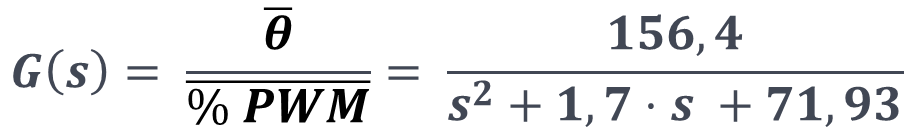 G(s) = θ̅ / % PWM = 156,4 / s² + 1,7 · s + 71,93